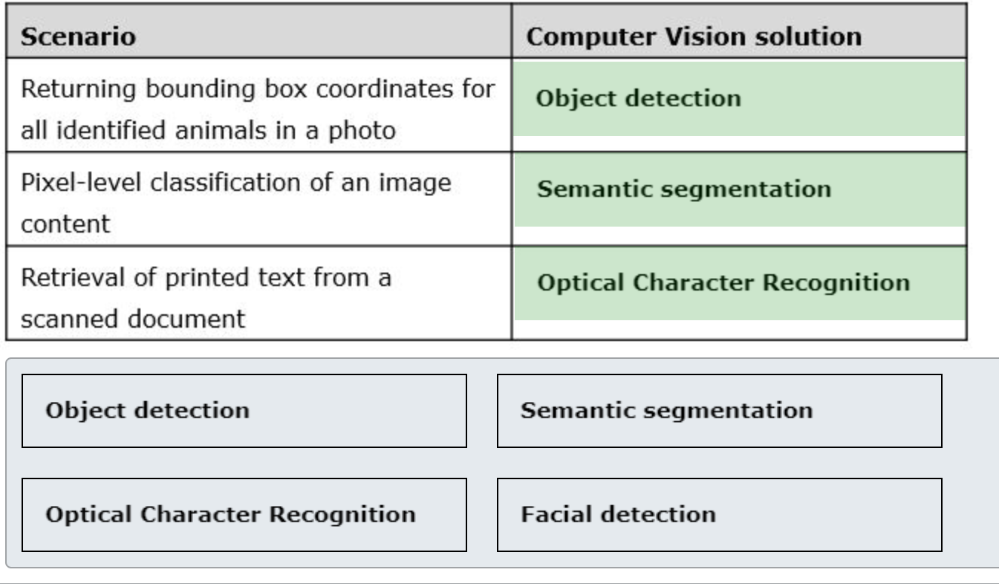 Scenario
Computer Vision solution
Returning bounding box coordinates for
all identified animals in a photo
Object detection
Pixel-level classification of an image
content
Semantic segmentation
Retrieval of printed text from a
scanned document
Optical Character Recognition
Object detection
Semantic segmentation
Optical Character Recognition
Facial detection